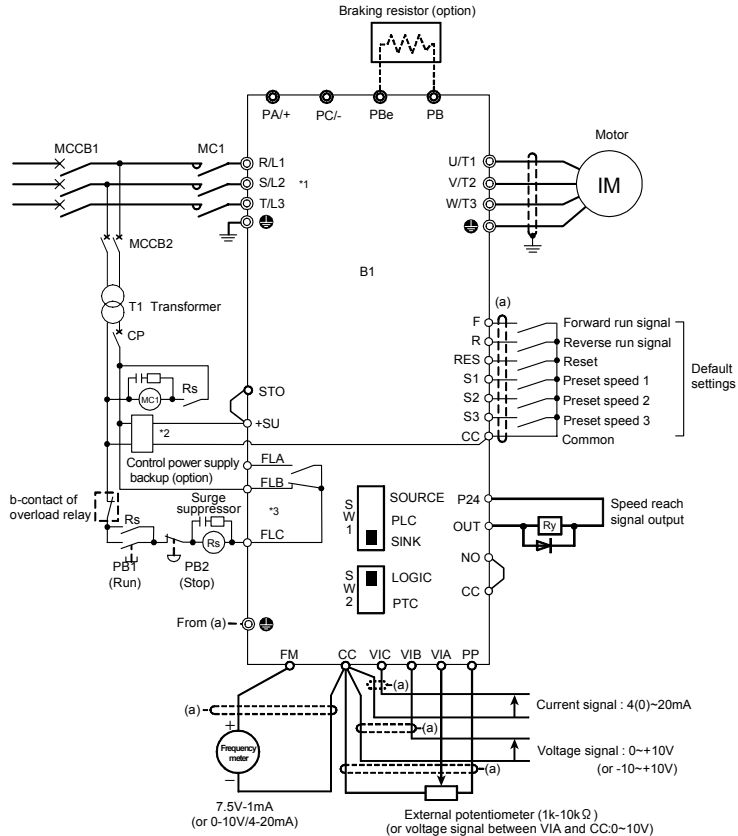 Braking resistor (option)
PA/+ PC/- PBe PB
MCCB1 MC1 R/L1 U/T1 Motor
S/L2 *1 V/T2 IM
T/L3 W/T3
MCCB2
B1
T1 Transformer
(a)
CP
F Forward run signal
R Reverse run signal
RES Reset
S1 Preset speed 1
S2 Preset speed 2
S3 Preset speed 3
CC Common
Default
settings
Rs
MC1
STO
*2 +SU
Control power supply
backup (option)
FLA
FLB
*3
FLC
b-contact of
overload relay
Surge
suppressor
Rs
Rs
PB1
(Run)
PB2
(Stop)
SW1
SOURCE
PLC
SINK
SW2
LOGIC
PTC
P24
OUT
Ry
Speed reach
signal output
NO
CC
From (a)
FM CC VIC VIB VIA PP
(a)
(a)
(a)
(a)
+
Frequency
meter
−
7.5V-1mA
(or 0-10V/4-20mA)
Current signal : 4(0)~20mA
Voltage signal : 0~+10V
(or -10~+10V)
External potentiometer (1k-10kΩ)
(or voltage signal between VIA and CC:0~10V)